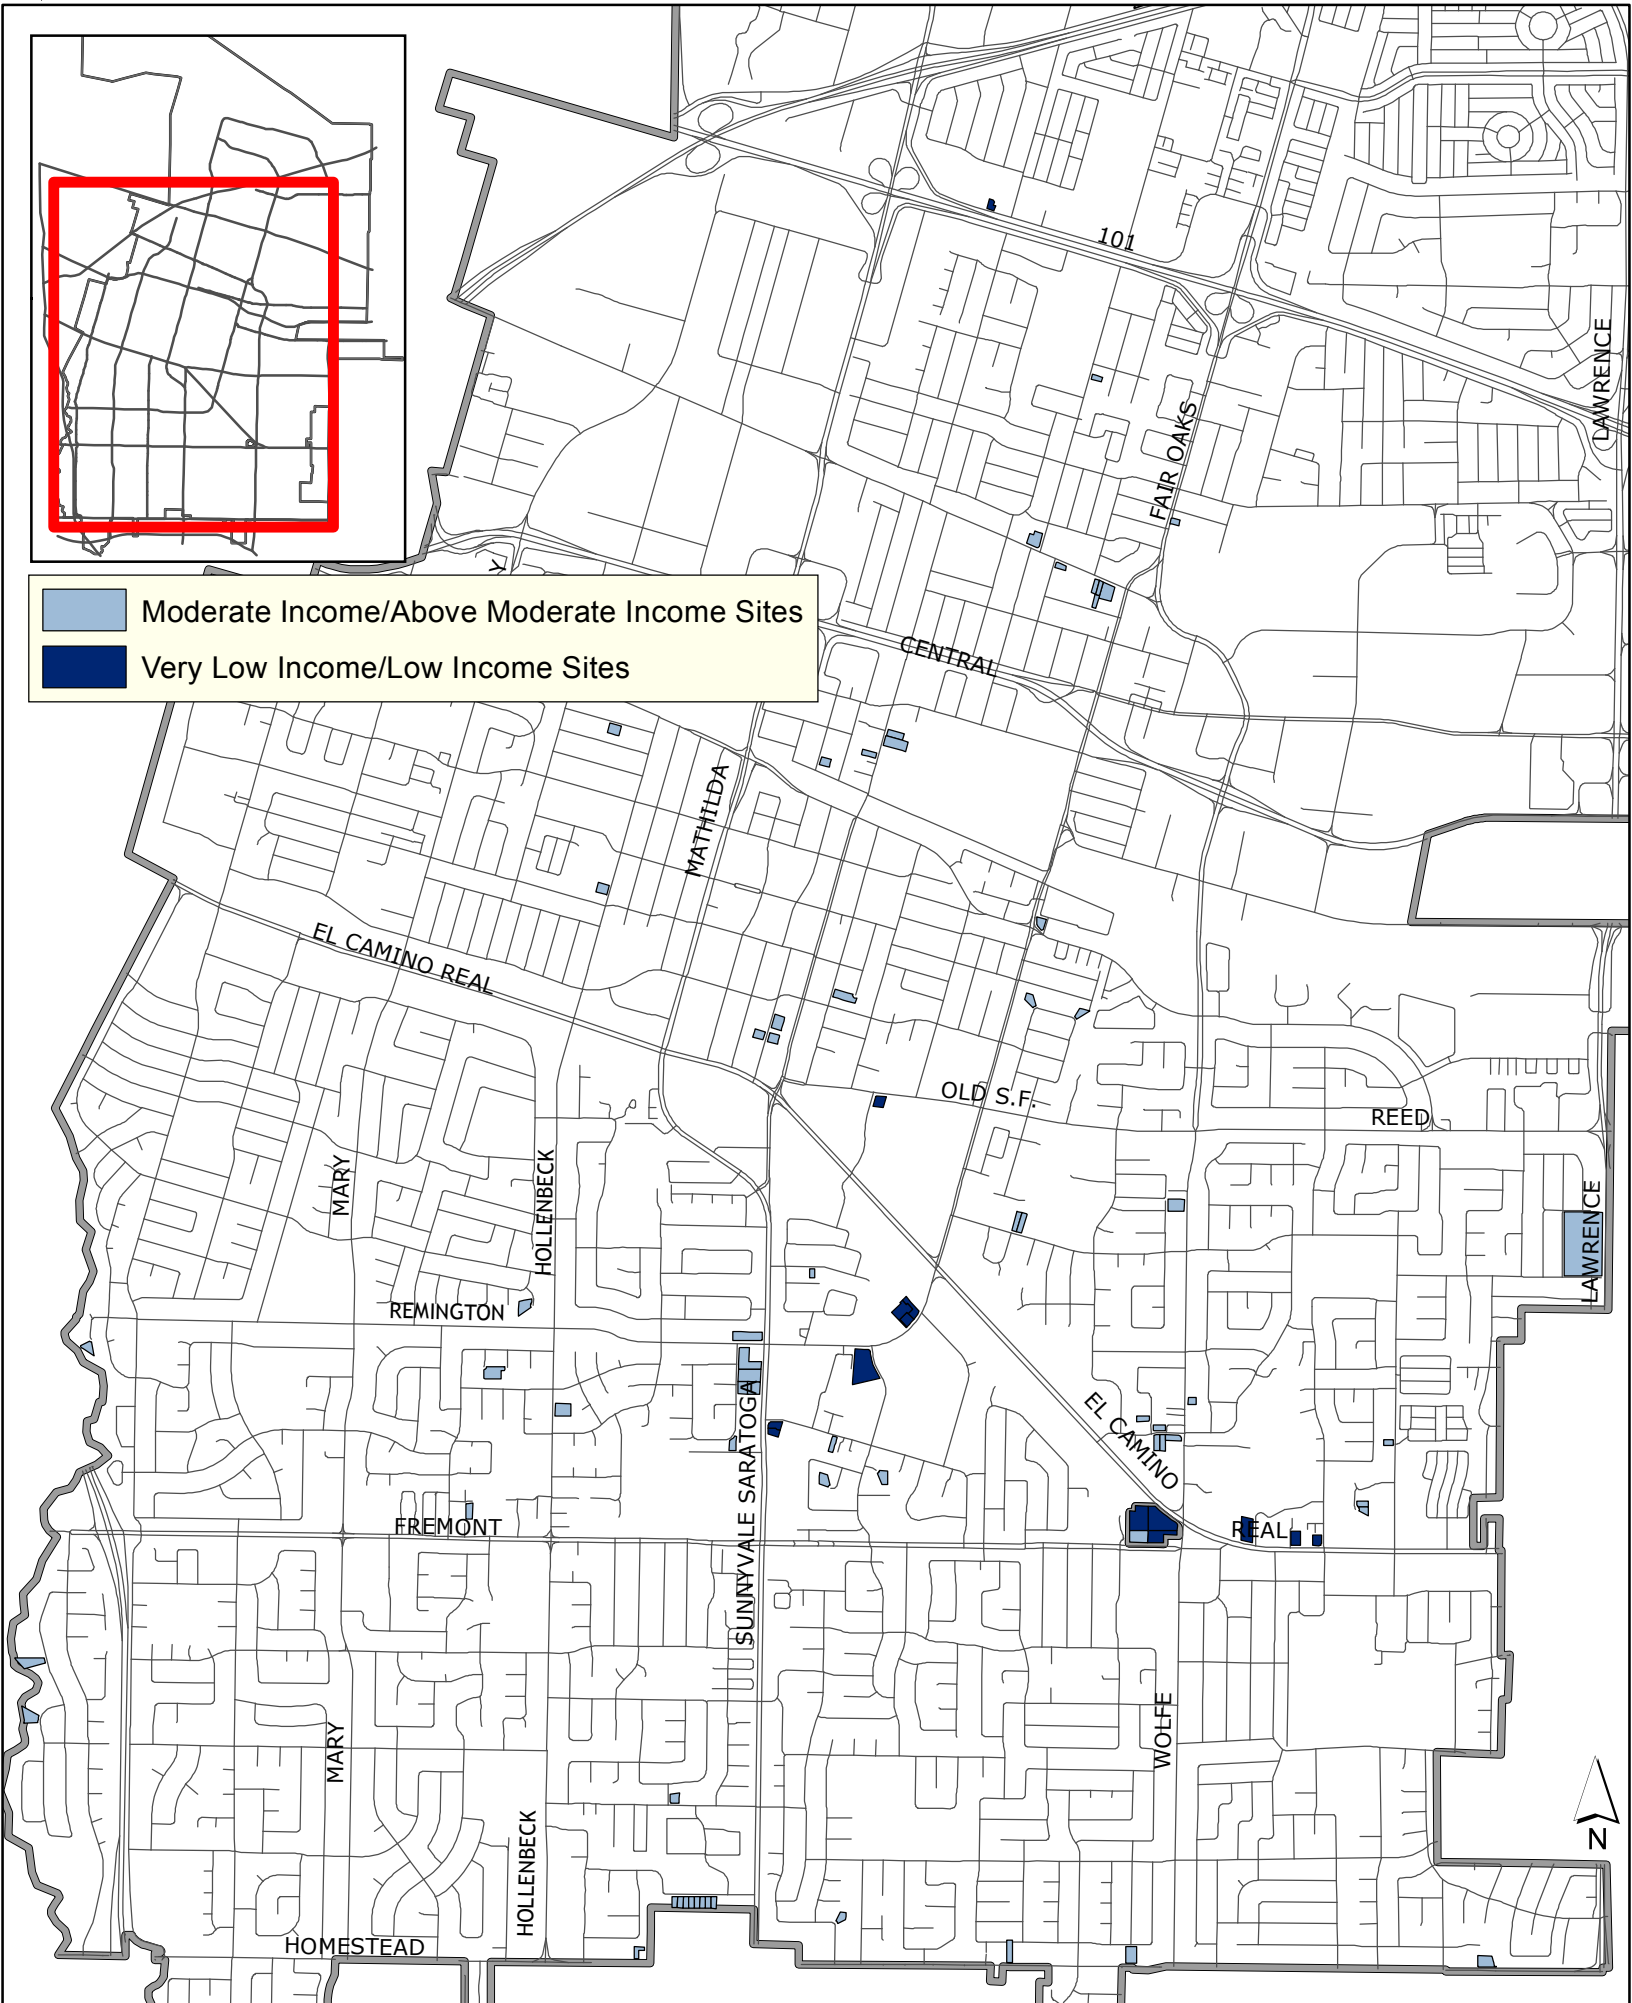 101
LAWRENCE
FAIR OAKS
Y
Moderate Income/Above Moderate Income Sites
Very Low Income/Low Income Sites
CENTRAL
MATHILDA
EL CAMINO REAL
OLD S.F.
REED
MARY
HOLLENBECK
LAWRENCE
REMINGTON
SUNNYVALE SARATOGA
EL CAMINO
REAL
FREMONT
WOLFE
MARY
HOLLENBECK
N
HOMESTEAD